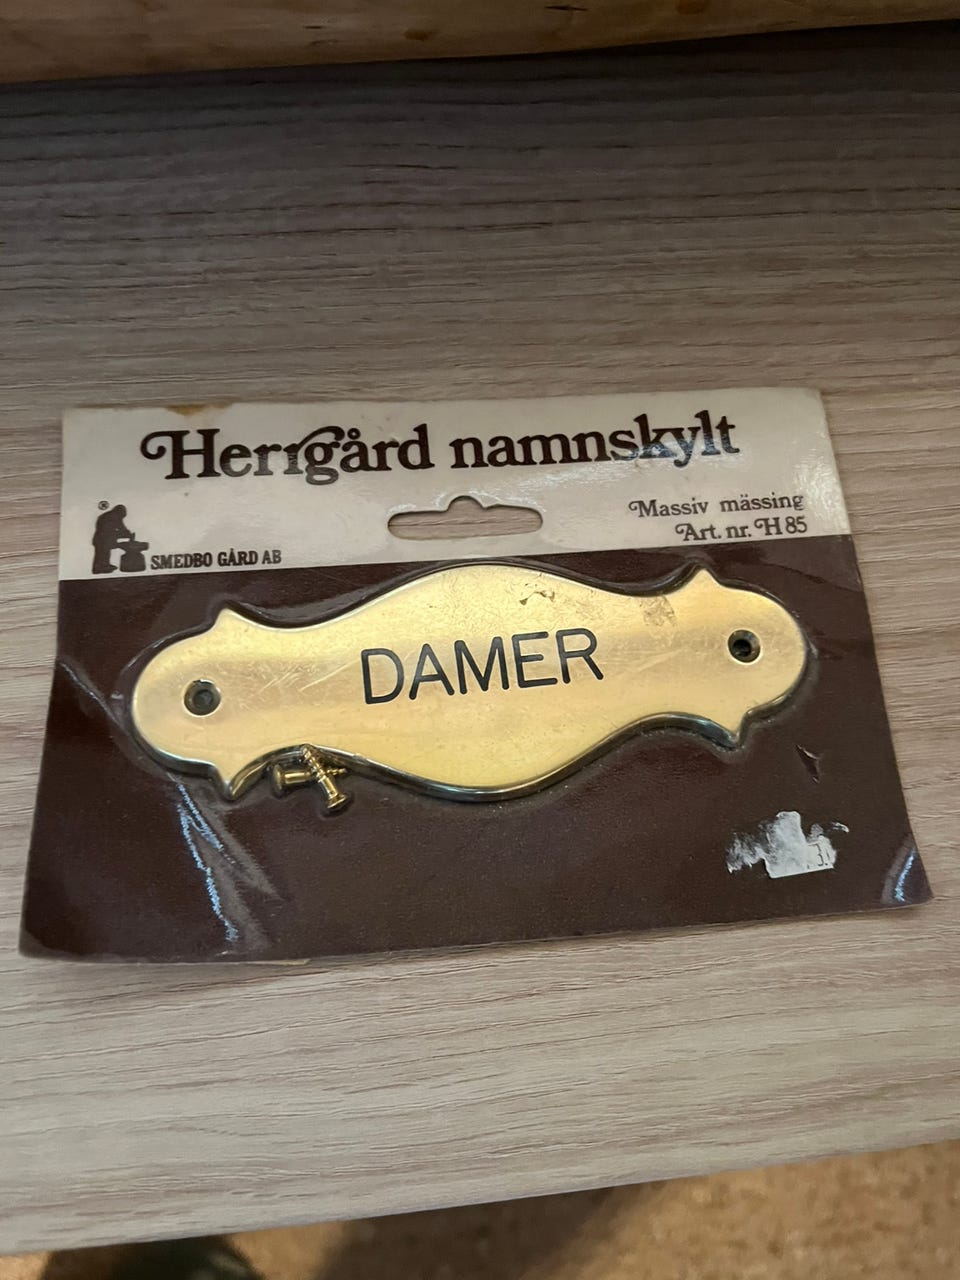 Herrgård namnskylt
Massiv mässing
Art. nr. H 85
®
SMEDBO GÅRD AB
DAMER